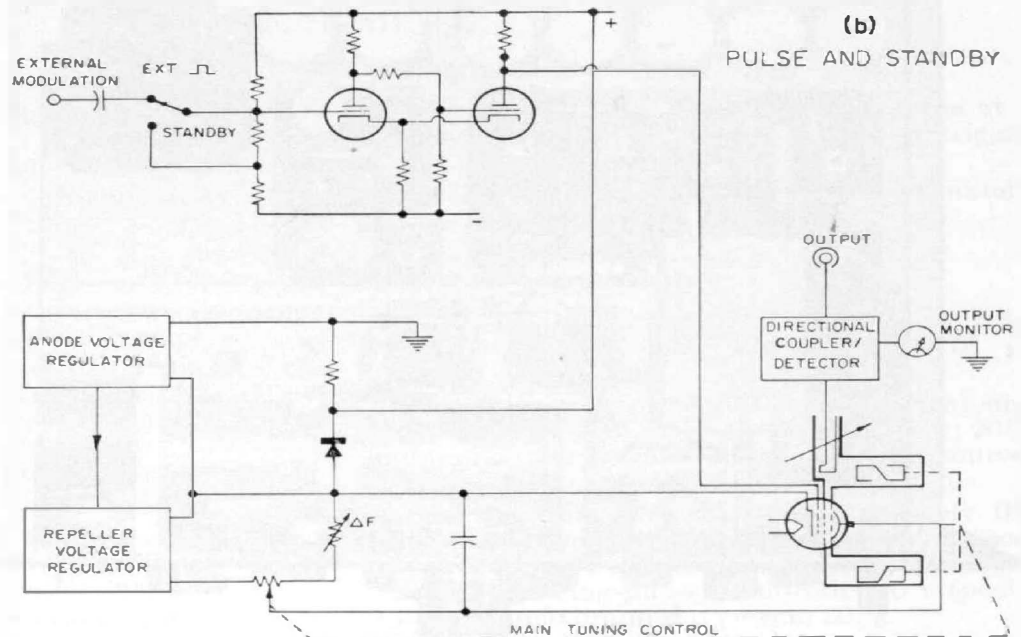 (b)
PULSE AND STANDBY
EXTERNAL
MODULATION
EXT
STANDBY
+
-
OUTPUT
DIRECTIONAL
COUPLER/
DETECTOR
OUTPUT
MONITOR
ANODE VOLTAGE
REGULATOR
ΔF
REPELLER
VOLTAGE
REGULATOR
MAIN TUNING CONTROL